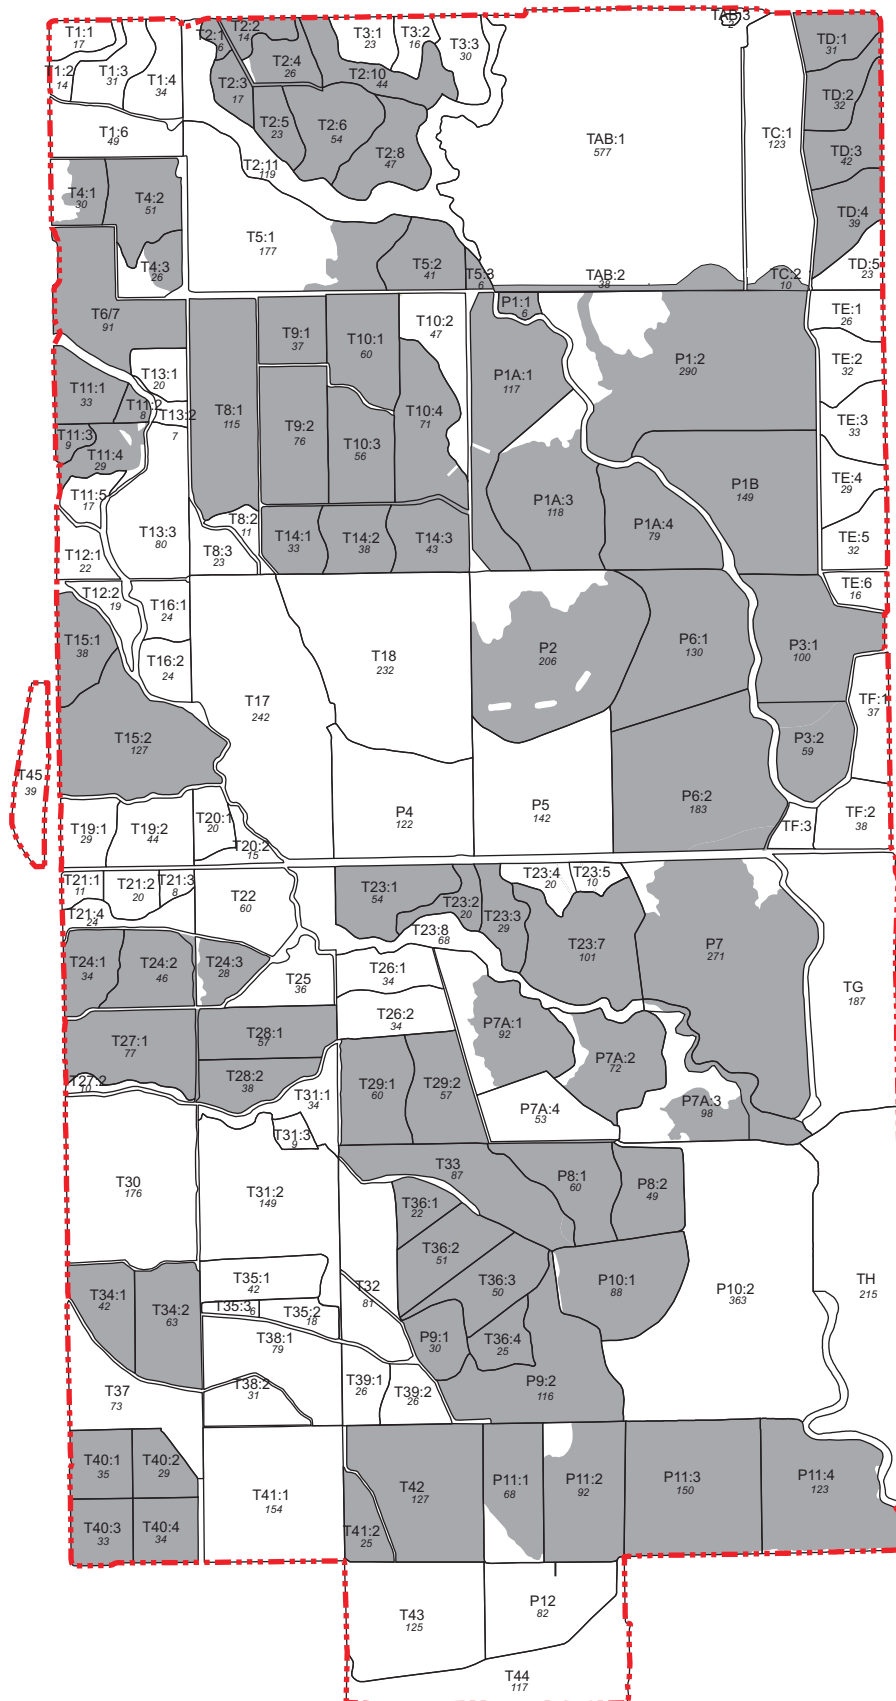 T1:1
17
T1:2
14
T1:3
31
T1:4
34
T1:6
49
T2:1
6
T2:2
14
T2:3
17
T2:4
26
T2:5
23
T2:6
54
T2:10
44
T2:8
47
T2:11
119
T3:1
23
T3:2
16
T3:3
30
TAB:3
2
TAB:1
577
TC:1
123
TD:1
31
TD:2
32
TD:3
42
TD:4
39
TD:5
23
T4:1
30
T4:2
51
T4:3
26
T5:1
177
T5:2
41
T5:3
6
TAB:2
38
TC:2
10
T6/7
91
T8:1
115
T9:1
37
T10:1
60
T10:2
47
P1:1
6
P1A:1
117
P1:2
290
TE:1
26
TE:2
32
TE:3
33
TE:4
29
TE:5
32
TE:6
16
T11:1
33
T11:2
8
T13:1
20
T13:2
7
T11:3
9
T11:4
29
T11:5
17
T9:2
76
T10:3
56
T10:4
71
P1A:3
118
P1A:4
79
P1B
149
T12:1
22
T13:3
80
T8:2
11
T8:3
23
T14:1
33
T14:2
38
T14:3
43
T12:2
19
T16:1
24
T15:1
38
T16:2
24
T17
242
T18
232
P2
206
P6:1
130
P3:1
100
TF:1
37
T15:2
127
P3:2
59
T45
39
T19:1
29
T19:2
44
T20:1
20
T20:2
15
P4
122
P5
142
P6:2
183
TF:3
TF:2
38
T21:1
11
T21:2
20
T21:3
8
T21:4
24
T22
60
T23:1
54
T23:2
20
T23:3
29
T23:4
20
T23:5
10
T23:8
68
T23:7
101
P7
271
TG
187
T24:1
34
T24:2
46
T24:3
28
T25
36
T26:1
34
T26:2
34
T27:1
77
T28:1
57
T27:2
10
T28:2
38
T29:1
60
T29:2
57
P7A:1
92
P7A:2
72
P7A:3
98
P7A:4
53
T31:1
34
T31:3
9
T30
176
T31:2
149
T33
87
P8:1
60
P8:2
49
T36:1
22
T36:2
51
T36:3
50
T36:4
25
P10:1
88
P10:2
363
TH
215
T34:1
42
T34:2
63
T35:1
42
T35:3
6
T35:2
18
T32
81
T38:1
79
P9:1
30
P9:2
116
T37
73
T38:2
31
T39:1
26
T39:2
26
T40:1
35
T40:2
29
T40:3
33
T40:4
34
T41:1
154
T42
127
T41:2
25
P11:1
68
P11:2
92
P11:3
150
P11:4
123
T43
125
P12
82
T44
117